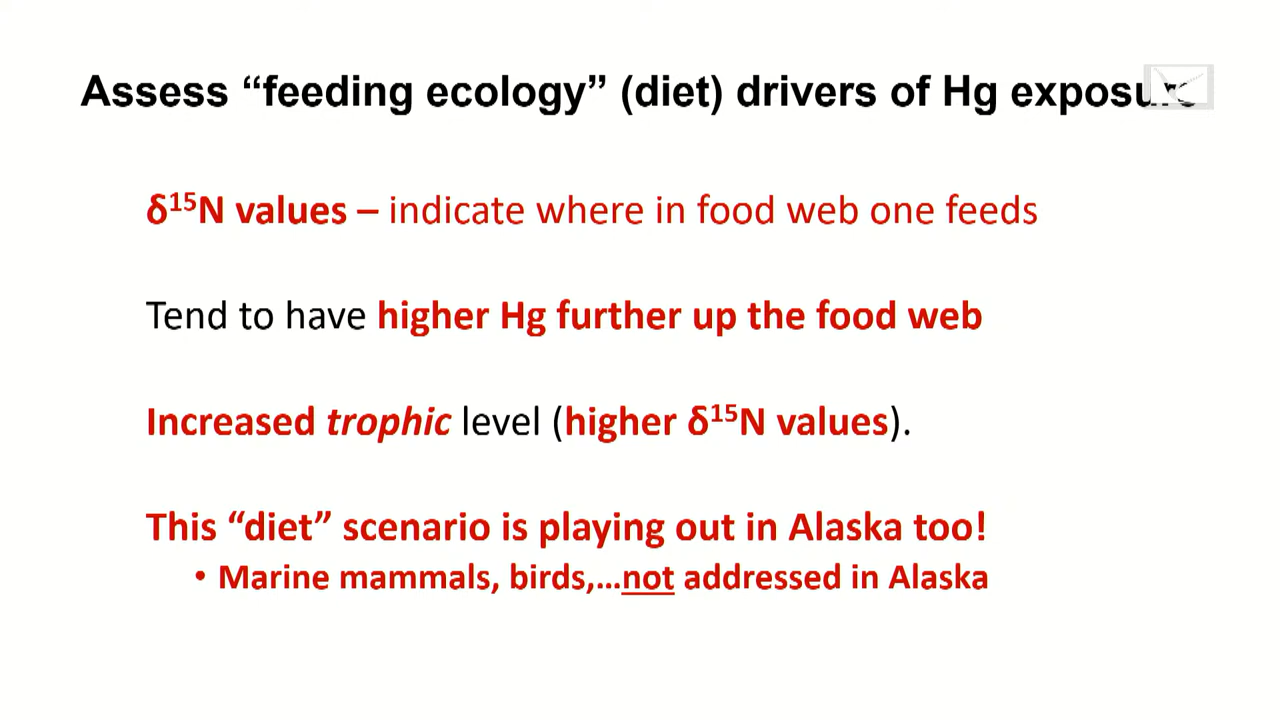 Assess “feeding ecology” (diet) drivers of Hg exposure
δ¹⁵N values – indicate where in food web one feeds
Tend to have higher Hg further up the food web
Increased trophic level (higher δ¹⁵N values).
This “diet” scenario is playing out in Alaska too!
• Marine mammals, birds,...not addressed in Alaska